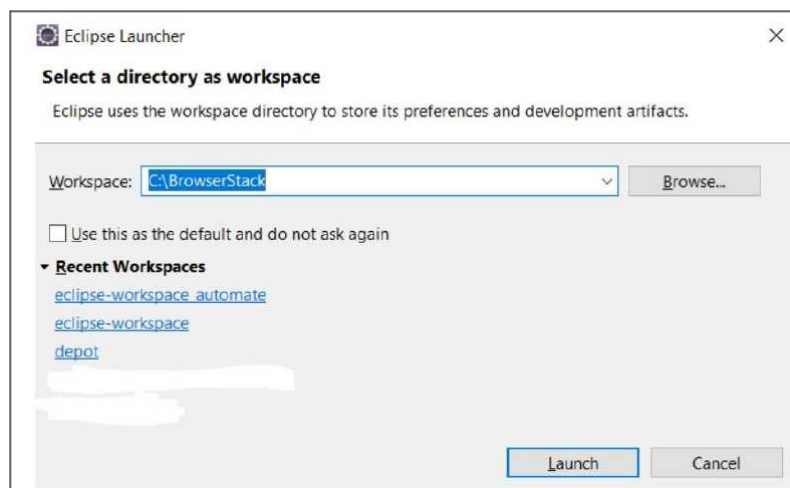 Eclipse Launcher
Select a directory as workspace
Eclipse uses the workspace directory to store its preferences and development artifacts.
Workspace: C:\BrowserStack Browse...
Use this as the default and do not ask again
Recent Workspaces
eclipse-workspace automate
eclipse-workspace
depot
Launch Cancel